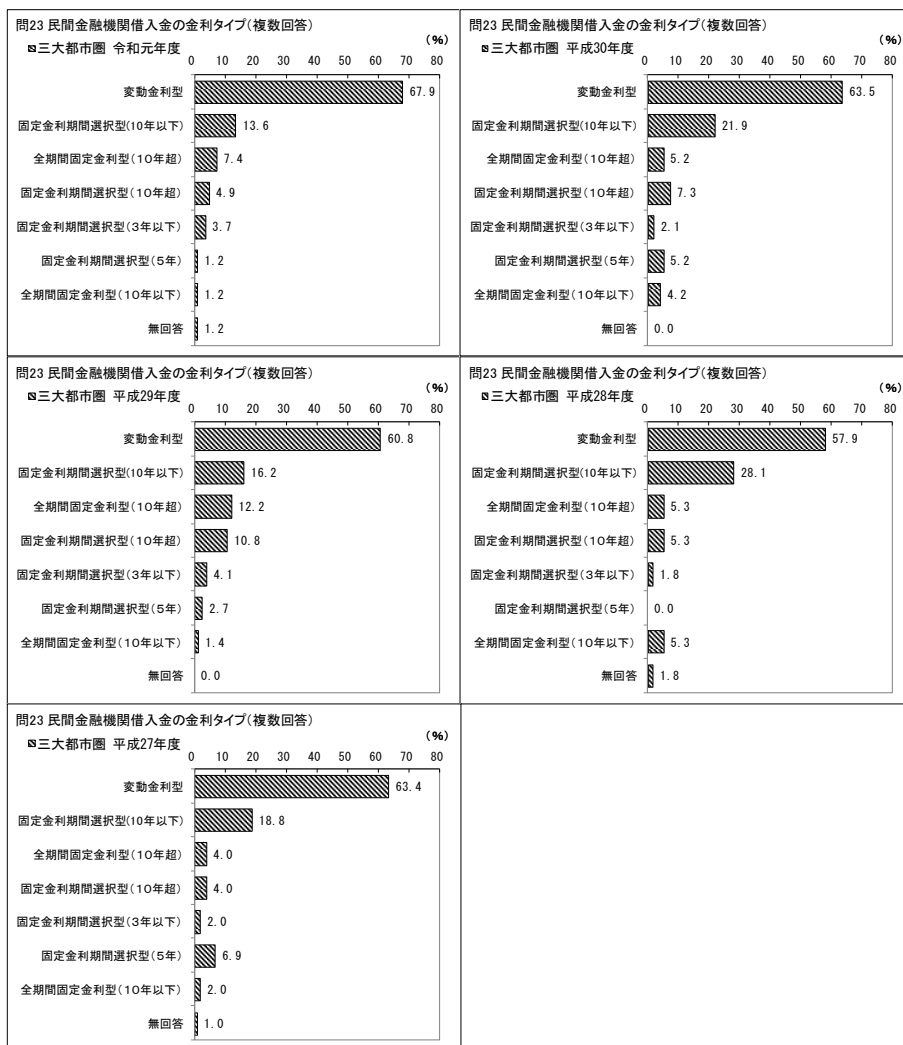 問23 民間金融機関借入金の金利タイプ(複数回答)
(%)
三大都市圏 令和元年度
0 10 20 30 40 50 60 70 80
変動金利型 67.9
固定金利期間選択型(10年以下) 13.6
全期間固定金利型(10年超) 7.4
固定金利期間選択型(10年超) 4.9
固定金利期間選択型(3年以下) 3.7
固定金利期間選択型(5年) 1.2
全期間固定金利型(10年以下) 1.2
無回答 1.2
問23 民間金融機関借入金の金利タイプ(複数回答)
(%)
三大都市圏 平成30年度
0 10 20 30 40 50 60 70 80
変動金利型 63.5
固定金利期間選択型(10年以下) 21.9
全期間固定金利型(10年超) 5.2
固定金利期間選択型(10年超) 7.3
固定金利期間選択型(3年以下) 2.1
固定金利期間選択型(5年) 5.2
全期間固定金利型(10年以下) 4.2
無回答 0.0
問23 民間金融機関借入金の金利タイプ(複数回答)
(%)
三大都市圏 平成29年度
0 10 20 30 40 50 60 70 80
変動金利型 60.8
固定金利期間選択型(10年以下) 16.2
全期間固定金利型(10年超) 12.2
固定金利期間選択型(10年超) 10.8
固定金利期間選択型(3年以下) 4.1
固定金利期間選択型(5年) 2.7
全期間固定金利型(10年以下) 1.4
無回答 0.0
問23 民間金融機関借入金の金利タイプ(複数回答)
(%)
三大都市圏 平成28年度
0 10 20 30 40 50 60 70 80
変動金利型 57.9
固定金利期間選択型(10年以下) 28.1
全期間固定金利型(10年超) 5.3
固定金利期間選択型(10年超) 5.3
固定金利期間選択型(3年以下) 1.8
固定金利期間選択型(5年) 0.0
全期間固定金利型(10年以下) 5.3
無回答 1.8
問23 民間金融機関借入金の金利タイプ(複数回答)
(%)
三大都市圏 平成27年度
0 10 20 30 40 50 60 70 80
変動金利型 63.4
固定金利期間選択型(10年以下) 18.8
全期間固定金利型(10年超) 4.0
固定金利期間選択型(10年超) 4.0
固定金利期間選択型(3年以下) 2.0
固定金利期間選択型(5年) 6.9
全期間固定金利型(10年以下) 2.0
無回答 1.0